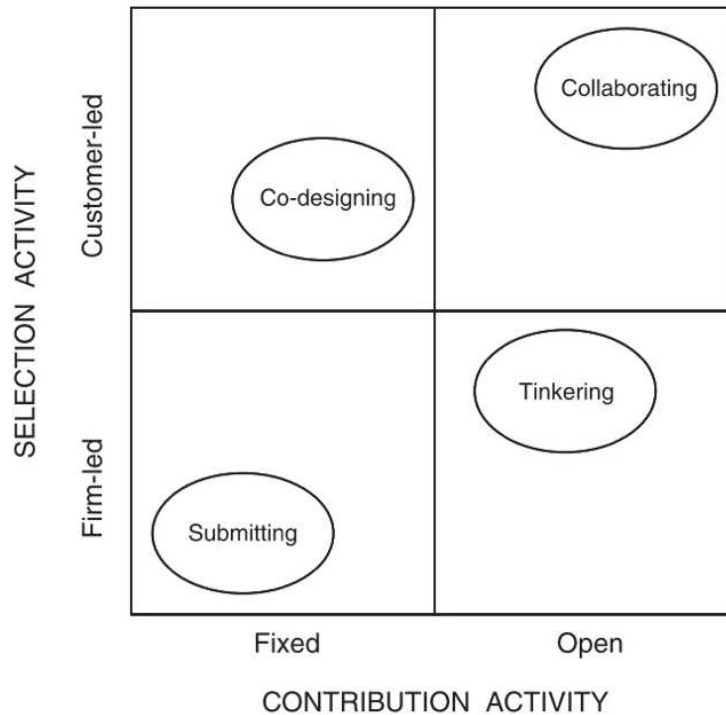 SELECTION ACTIVITY
Customer-led
Firm-led
Collaborating
Co-designing
Tinkering
Submitting
Fixed
Open
CONTRIBUTION ACTIVITY